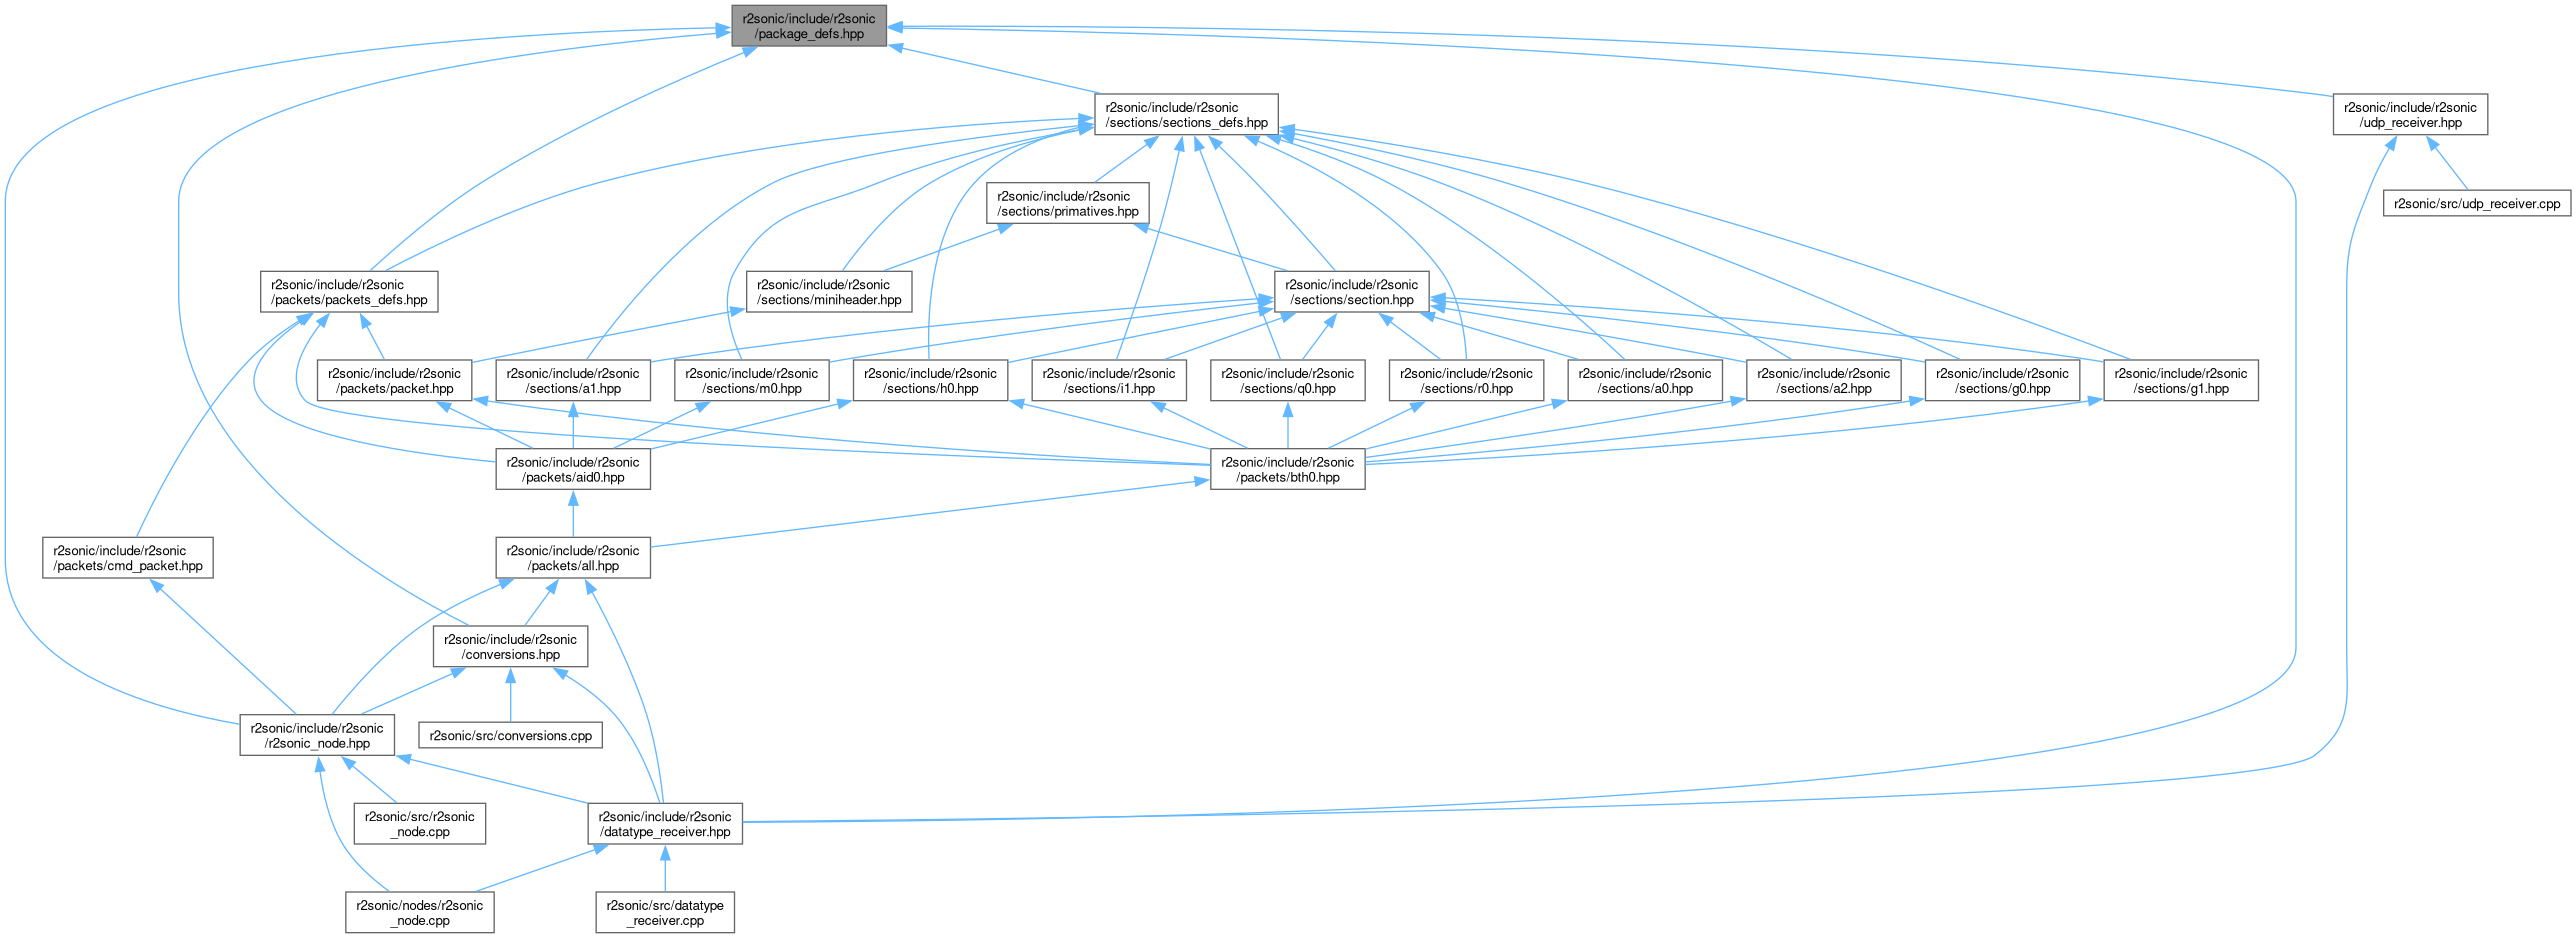 r2sonic/include/r2sonic
/package_defs.hpp
r2sonic/include/r2sonic
/sections/sections_defs.hpp
r2sonic/include/r2sonic
/udp_receiver.hpp
r2sonic/include/r2sonic
/sections/primatives.hpp
r2sonic/src/udp_receiver.cpp
r2sonic/include/r2sonic
/packets/packets_defs.hpp
r2sonic/include/r2sonic
/sections/miniheader.hpp
r2sonic/include/r2sonic
/sections/section.hpp
r2sonic/include/r2sonic
/packets/packet.hpp
r2sonic/include/r2sonic
/sections/a1.hpp
r2sonic/include/r2sonic
/sections/m0.hpp
r2sonic/include/r2sonic
/sections/h0.hpp
r2sonic/include/r2sonic
/sections/i1.hpp
r2sonic/include/r2sonic
/sections/q0.hpp
r2sonic/include/r2sonic
/sections/r0.hpp
r2sonic/include/r2sonic
/sections/a0.hpp
r2sonic/include/r2sonic
/sections/a2.hpp
r2sonic/include/r2sonic
/sections/g0.hpp
r2sonic/include/r2sonic
/sections/g1.hpp
r2sonic/include/r2sonic
/packets/aid0.hpp
r2sonic/include/r2sonic
/packets/bth0.hpp
r2sonic/include/r2sonic
/packets/cmd_packet.hpp
r2sonic/include/r2sonic
/packets/all.hpp
r2sonic/include/r2sonic
/conversions.hpp
r2sonic/include/r2sonic
/r2sonic_node.hpp
r2sonic/src/conversions.cpp
r2sonic/src/r2sonic
_node.cpp
r2sonic/include/r2sonic
/datatype_receiver.hpp
r2sonic/nodes/r2sonic
_node.cpp
r2sonic/src/datatype
_receiver.cpp